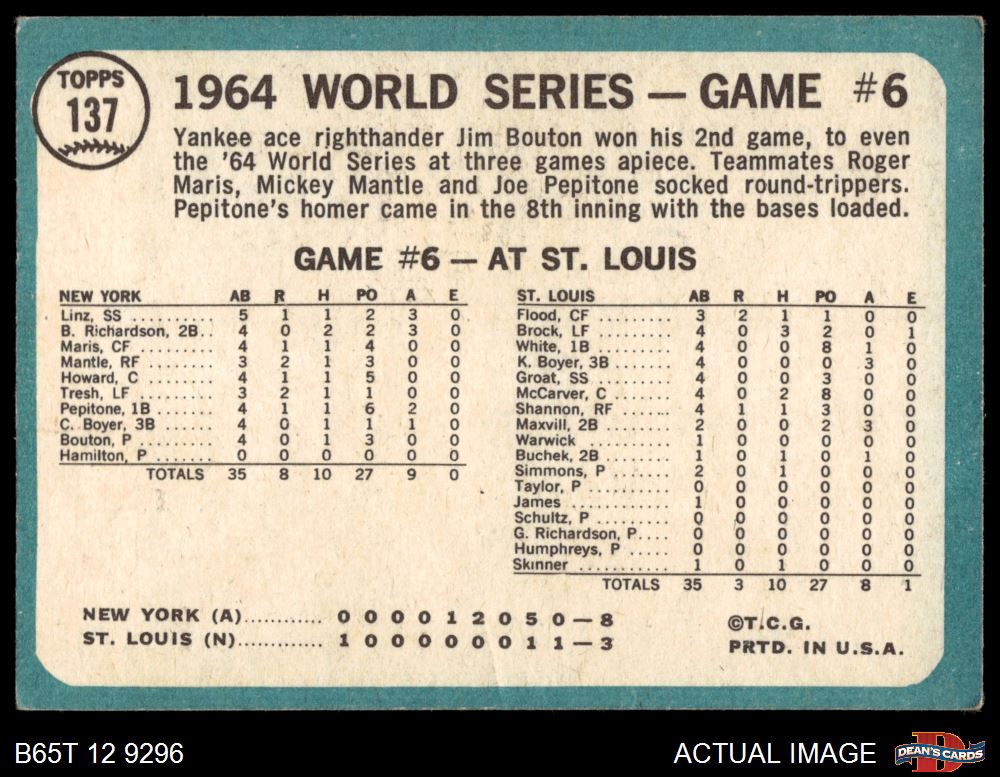 TOPPS
137
1964 WORLD SERIES — GAME #6
Yankee ace righthander Jim Bouton won his 2nd game, to even
the '64 World Series at three games apiece. Teammates Roger
Maris, Mickey Mantle and Joe Pepitone socked round-trippers.
Pepitone's homer came in the 8th inning with the bases loaded.
GAME #6 — AT ST. LOUIS
NEW YORK AB R H PO A E
Linz, SS .......... 5 1 1 2 3 0
B. Richardson, 2B.. 4 0 2 2 3 0
Maris, CF ........ 4 1 1 4 0 0
Mantle, RF ....... 3 2 1 3 0 0
Howard, C ........ 4 1 1 5 0 0
Tresh, LF ........ 3 2 1 1 0 0
Pepitone, 1B ...... 4 1 1 6 2 0
C. Boyer, 3B ...... 4 0 1 1 1 0
Bouton, P ........ 4 0 1 3 0 0
Hamilton, P ...... 0 0 0 0 0 0
TOTALS 35 8 10 27 9 0
ST. LOUIS AB R H PO A E
Flood, CF ......... 3 2 1 1 0 0
Brock, LF ......... 4 0 3 2 0 1
White, 1B ......... 4 0 0 8 1 0
K. Boyer, 3B ....... 4 0 0 0 3 0
Groat, SS ......... 4 0 0 3 0 0
McCarver, C ....... 4 0 2 8 0 0
Shannon, RF ...... 4 1 1 3 0 0
Maxvill, 2B ........ 2 0 0 2 3 0
Warwick .......... 1 0 0 0 0 0
Buchek, 2B ........ 1 0 1 0 1 0
Simmons, P ....... 2 0 1 0 0 0
Taylor, P .......... 0 0 0 0 0 0
James ............ 1 0 0 0 0 0
Schultz, P ......... 0 0 0 0 0 0
G. Richardson, P.... 0 0 0 0 0 0
Humphreys, P ..... 0 0 0 0 0 0
Skinner ........... 1 0 1 0 0 0
TOTALS 35 3 10 27 8 1
NEW YORK (A)............ 0 0 0 0 1 2 0 5 0 — 8
ST. LOUIS (N)............. 1 0 0 0 0 0 0 1 1 — 3
©T.C.G.
PRTD. IN U.S.A.
B65T 12 9296
ACTUAL IMAGE
D
DEAN'S CARDS